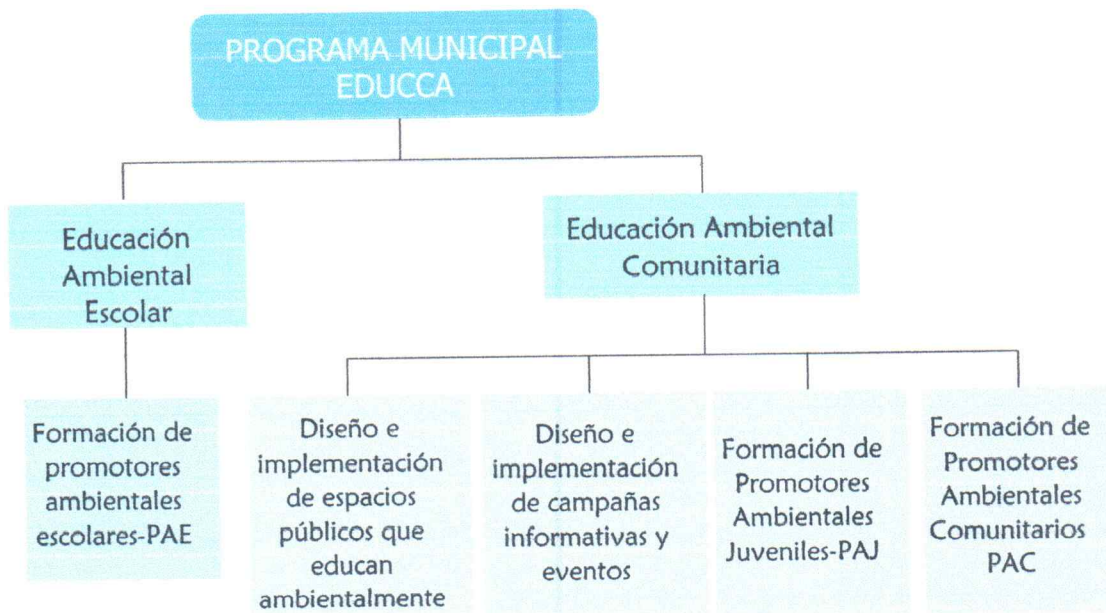 PROGRAMA MUNICIPAL
EDUCCA
Educación
Ambiental
Escolar
Educación Ambiental
Comunitaria
Formación de
promotores
ambientales
escolares-PAE
Diseño e
implementación
de espacios
públicos que
educan
ambientalmente
Diseño e
implementación
de campañas
informativas y
eventos
Formación de
Promotores
Ambientales
Juveniles-PAJ
Formación de
Promotores
Ambientales
Comunitarios
PAC